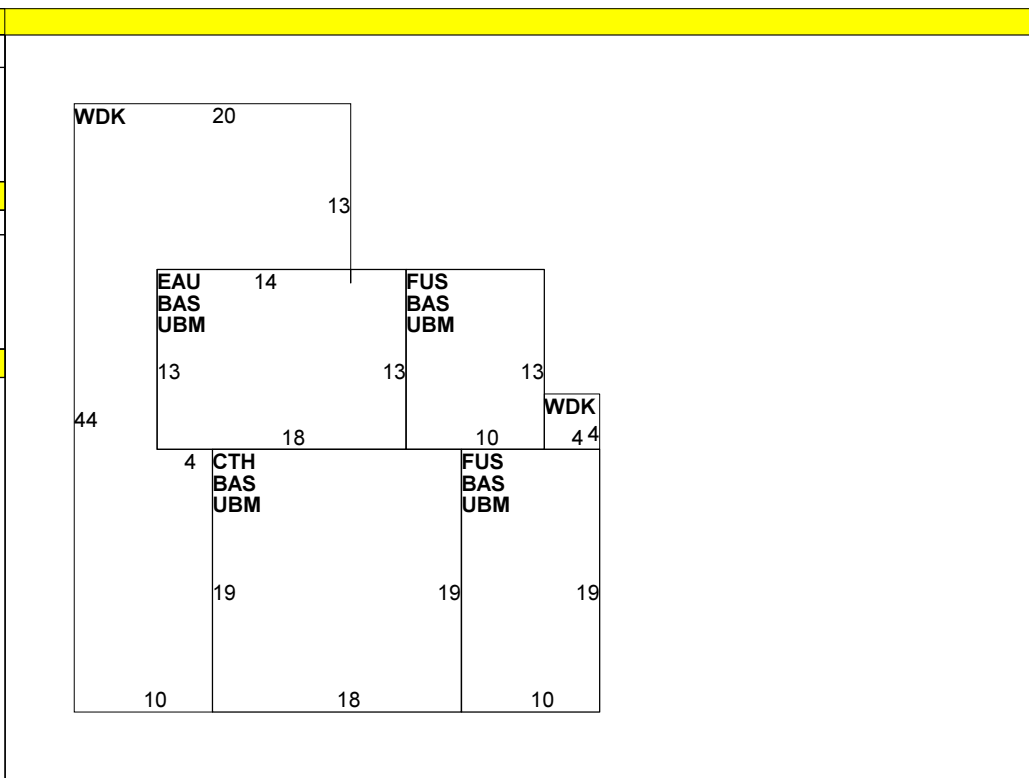 WDK 20
13
EAU 14 FUS
BAS BAS
UBM UBM
13 13 13
WDK
44
18 10 4 4
4 CTH FUS
BAS BAS
UBM UBM
19 19 19
10 18 10